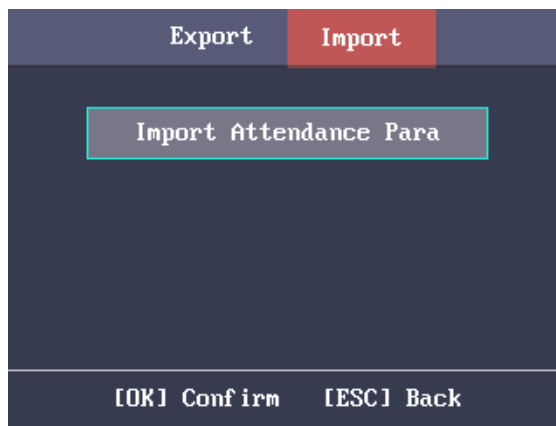 Export Import
Import Attendance Para
[OK] Confirm [ESC] Back